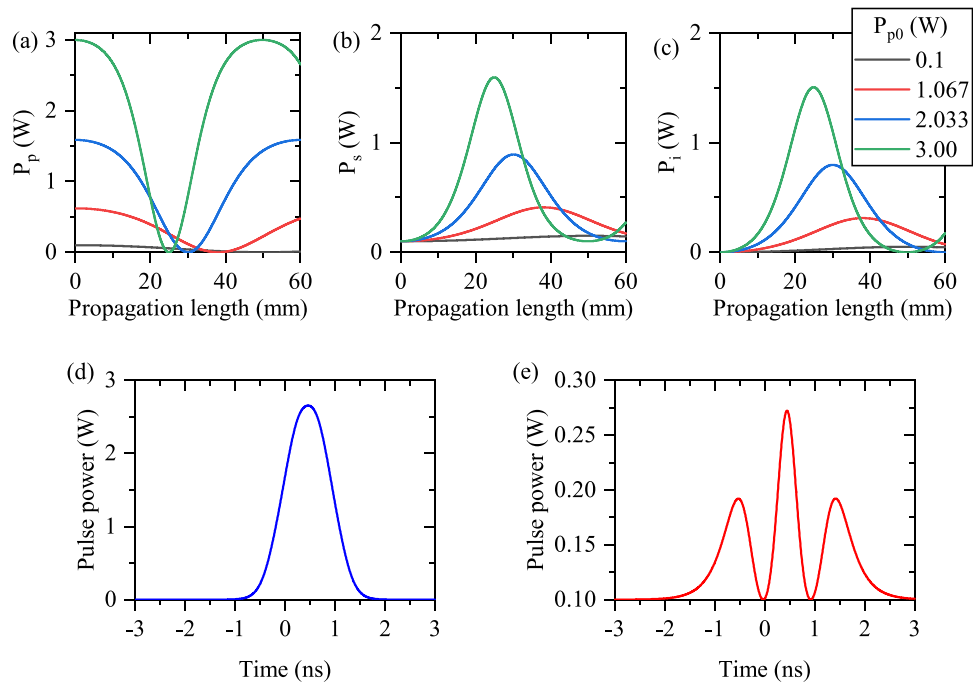 (a)
3
2
1
0
P_p (W)
0 20 40 60
Propagation length (mm)
(b)
2
1
0
P_s (W)
0 20 40 60
Propagation length (mm)
(c)
2
1
0
P_i (W)
0 20 40 60
Propagation length (mm)
P_p0 (W)
0.1
1.067
2.033
3.00
(d)
3
2
1
0
Pulse power (W)
-3 -2 -1 0 1 2 3
Time (ns)
(e)
0.30
0.25
0.20
0.15
0.10
Pulse power (W)
-3 -2 -1 0 1 2 3
Time (ns)